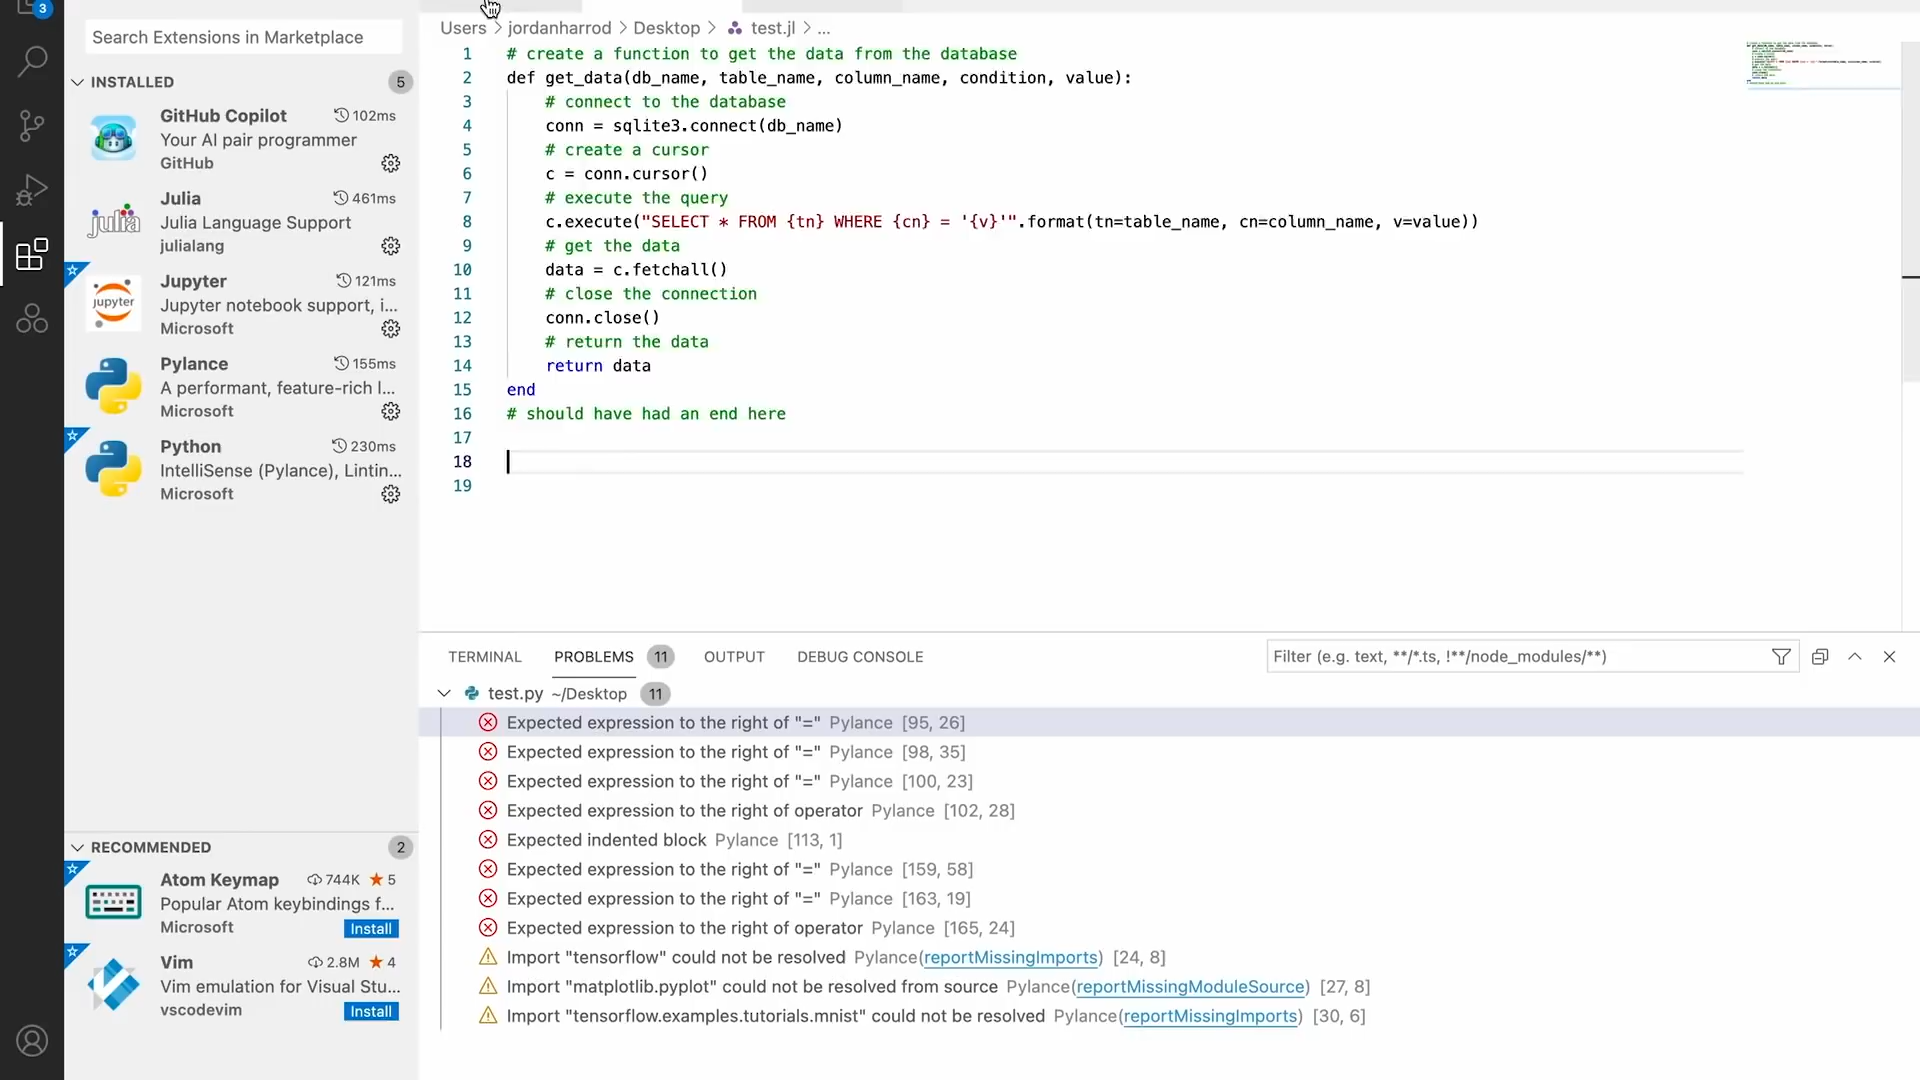 3
Search Extensions in Marketplace
INSTALLED 5
GitHub Copilot 102ms
Your AI pair programmer
GitHub
Julia 461ms
Julia Language Support
julialang
julia
Jupyter 121ms
Jupyter notebook support, i...
Microsoft
jupyter
Pylance 155ms
A performant, feature-rich l...
Microsoft
Python 230ms
IntelliSense (Pylance), Lintin...
Microsoft
RECOMMENDED 2
Atom Keymap 744K ★ 5
Popular Atom keybindings f...
Microsoft Install
Vim 2.8M ★ 4
Vim emulation for Visual Stu...
vscodevim Install
Users > jordanharrod > Desktop > test.jl > ...
1 # create a function to get the data from the database
2 def get_data(db_name, table_name, column_name, condition, value):
3 # connect to the database
4 conn = sqlite3.connect(db_name)
5 # create a cursor
6 c = conn.cursor()
7 # execute the query
8 c.execute("SELECT * FROM {tn} WHERE {cn} = '{v}'".format(tn=table_name, cn=column_name, v=value))
9 # get the data
10 data = c.fetchall()
11 # close the connection
12 conn.close()
13 # return the data
14 return data
15 end
16 # should have had an end here
17
18
19
TERMINAL PROBLEMS 11 OUTPUT DEBUG CONSOLE Filter (e.g. text, **/*.ts, !**/node_modules/**)
test.py ~/Desktop 11
Expected expression to the right of "=" Pylance [95, 26]
Expected expression to the right of "=" Pylance [98, 35]
Expected expression to the right of "=" Pylance [100, 23]
Expected expression to the right of operator Pylance [102, 28]
Expected indented block Pylance [113, 1]
Expected expression to the right of "=" Pylance [159, 58]
Expected expression to the right of "=" Pylance [163, 19]
Expected expression to the right of operator Pylance [165, 24]
Import "tensorflow" could not be resolved Pylance(reportMissingImports) [24, 8]
Import "matplotlib.pyplot" could not be resolved from source Pylance(reportMissingModuleSource) [27, 8]
Import "tensorflow.examples.tutorials.mnist" could not be resolved Pylance(reportMissingImports) [30, 6]